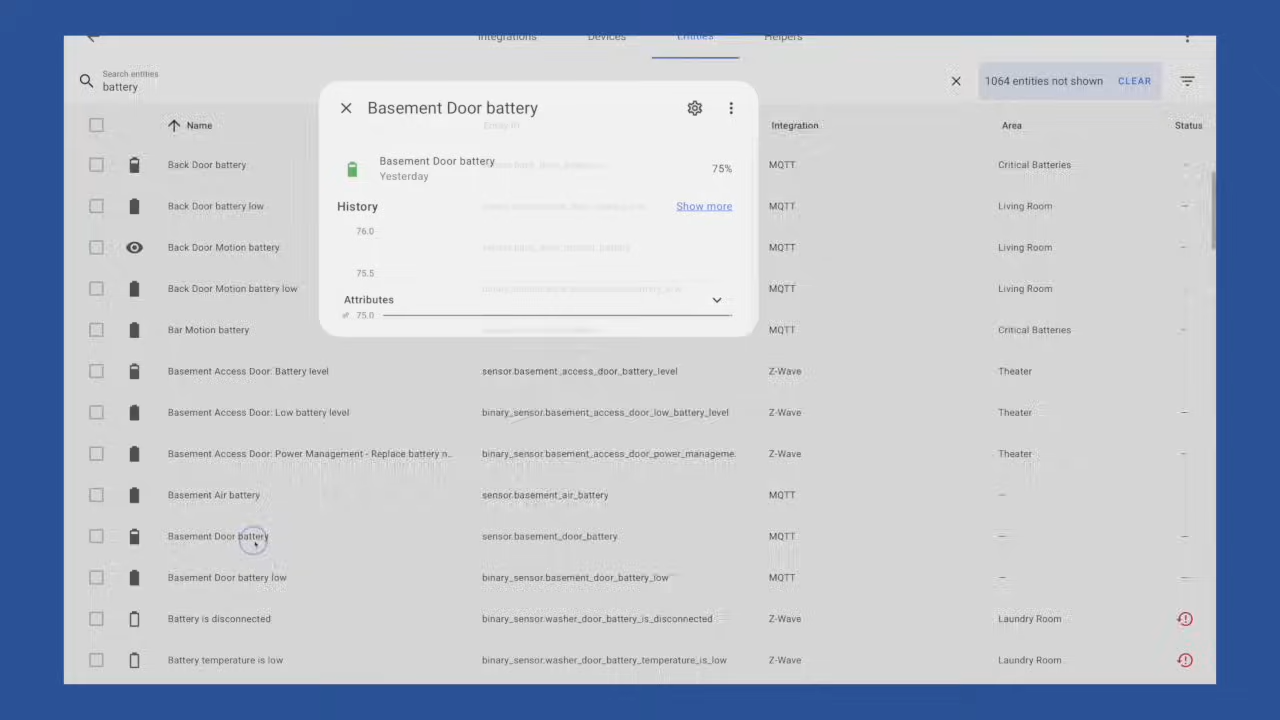 Integrations Devices Entities Helpers
Search entities
battery
1064 entities not shown CLEAR
Name Entity ID Integration Area Status
Basement Door battery
Basement Door battery
Yesterday
75%
History Show more
76.0
75.5
Attributes
75.0
Back Door battery MQTT Critical Batteries –
Back Door battery low MQTT Living Room –
Back Door Motion battery MQTT Living Room –
Back Door Motion battery low MQTT Living Room –
Bar Motion battery MQTT Critical Batteries –
Basement Access Door: Battery level sensor.basement_access_door_battery_level Z-Wave Theater –
Basement Access Door: Low battery level binary_sensor.basement_access_door_low_battery_level Z-Wave Theater –
Basement Access Door: Power Management - Replace battery n... binary_sensor.basement_access_door_power_manageme... Z-Wave Theater –
Basement Air battery sensor.basement_air_battery MQTT – –
Basement Door battery sensor.basement_door_battery MQTT – –
Basement Door battery low binary_sensor.basement_door_battery_low MQTT – –
Battery is disconnected binary_sensor.washer_door_battery_is_disconnected Z-Wave Laundry Room
Battery temperature is low binary_sensor.washer_door_battery_temperature_is_low Z-Wave Laundry Room